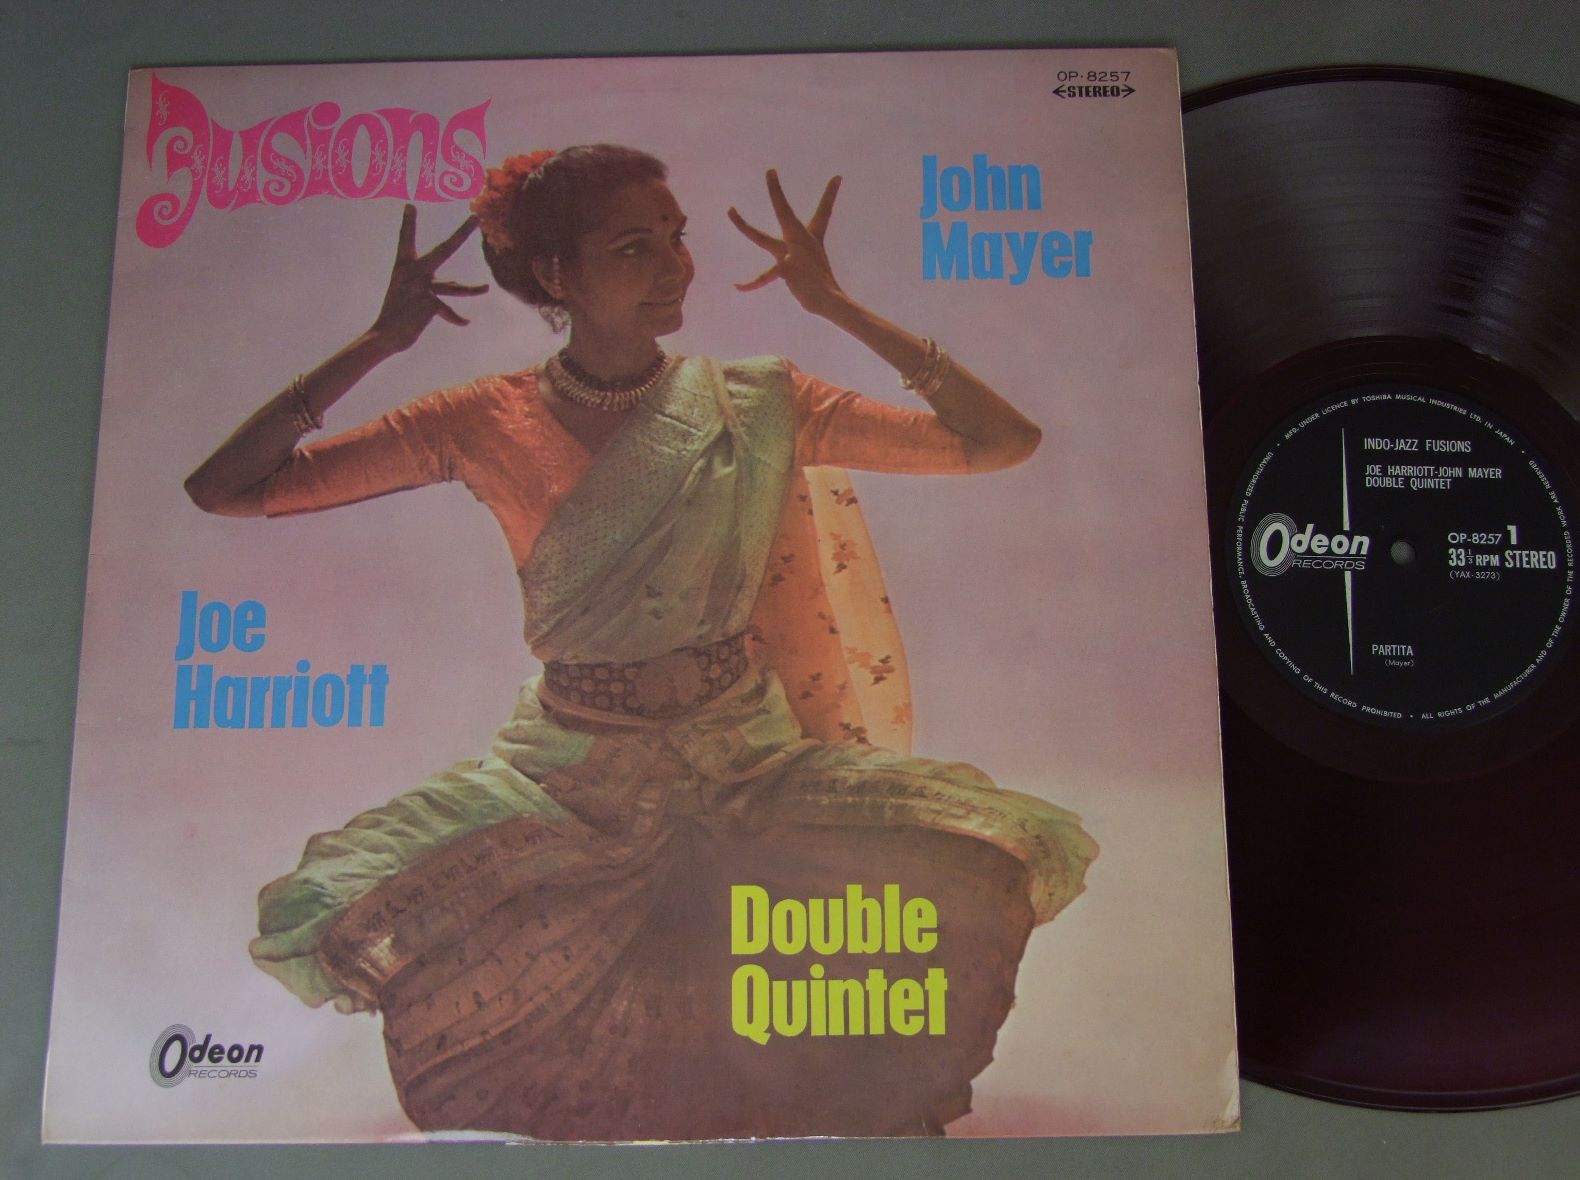 Fusions
OP·8257
STEREO
John
Mayer
Joe
Harriott
Double
Quintet
Odeon
RECORDS
MFD. UNDER LICENCE BY TOSHIBA MUSICAL INDUSTRIES LTD. IN JAPAN
INDO-JAZZ FUSIONS
JOE HARRIOTT-JOHN MAYER
DOUBLE QUINTET
Odeon
RECORDS
OP-8257 1
33 1/3 RPM STEREO
(YAX·3273)
PARTITA
(Mayer)
UNAUTHORIZED PUBLIC PERFORMANCE, BROADCASTING AND COPYING OF THIS RECORD PROHIBITED • ALL RIGHTS OF THE MANUFACTURER AND OF THE OWNER OF THE RECORDED WORK ARE RESERVED